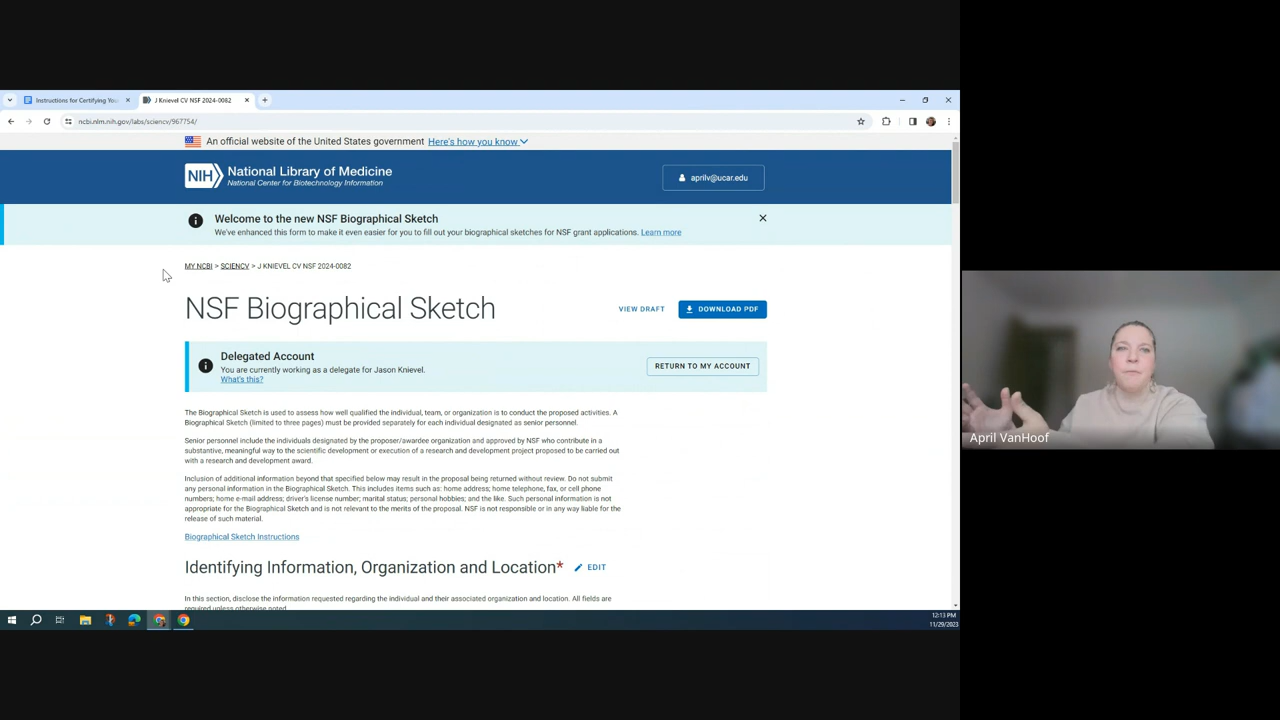 Instructions for Certifying You
J Knievel CV NSF 2024-0082
ncbi.nlm.nih.gov/labs/sciencv/967754/
An official website of the United States government Here's how you know
NIH National Library of Medicine
National Center for Biotechnology Information
aprilv@ucar.edu
Welcome to the new NSF Biographical Sketch
We've enhanced this form to make it even easier for you to fill out your biographical sketches for NSF grant applications. Learn more
MY NCBI > SCIENCV > J KNIEVEL CV NSF 2024-0082
NSF Biographical Sketch
VIEW DRAFT
DOWNLOAD PDF
Delegated Account
You are currently working as a delegate for Jason Knievel.
What's this?
RETURN TO MY ACCOUNT
The Biographical Sketch is used to assess how well qualified the individual, team, or organization is to conduct the proposed activities. A
Biographical Sketch (limited to three pages) must be provided separately for each individual designated as senior personnel.
Senior personnel include the individuals designated by the proposer/awardee organization and approved by NSF who contribute in a
substantive, meaningful way to the scientific development or execution of a research and development project proposed to be carried out
with a research and development award.
Inclusion of additional information beyond that specified below may result in the proposal being returned without review. Do not submit
any personal information in the Biographical Sketch. This includes items such as: home address; home telephone, fax, or cell phone
numbers; home e-mail address; driver's license number; marital status; personal hobbies; and the like. Such personal information is not
appropriate for the Biographical Sketch and is not relevant to the merits of the proposal. NSF is not responsible or in any way liable for the
release of such material.
Biographical Sketch Instructions
Identifying Information, Organization and Location* EDIT
In this section, disclose the information requested regarding the individual and their associated organization and location. All fields are
required unless otherwise noted.
12:13 PM
11/29/2023
April VanHoof